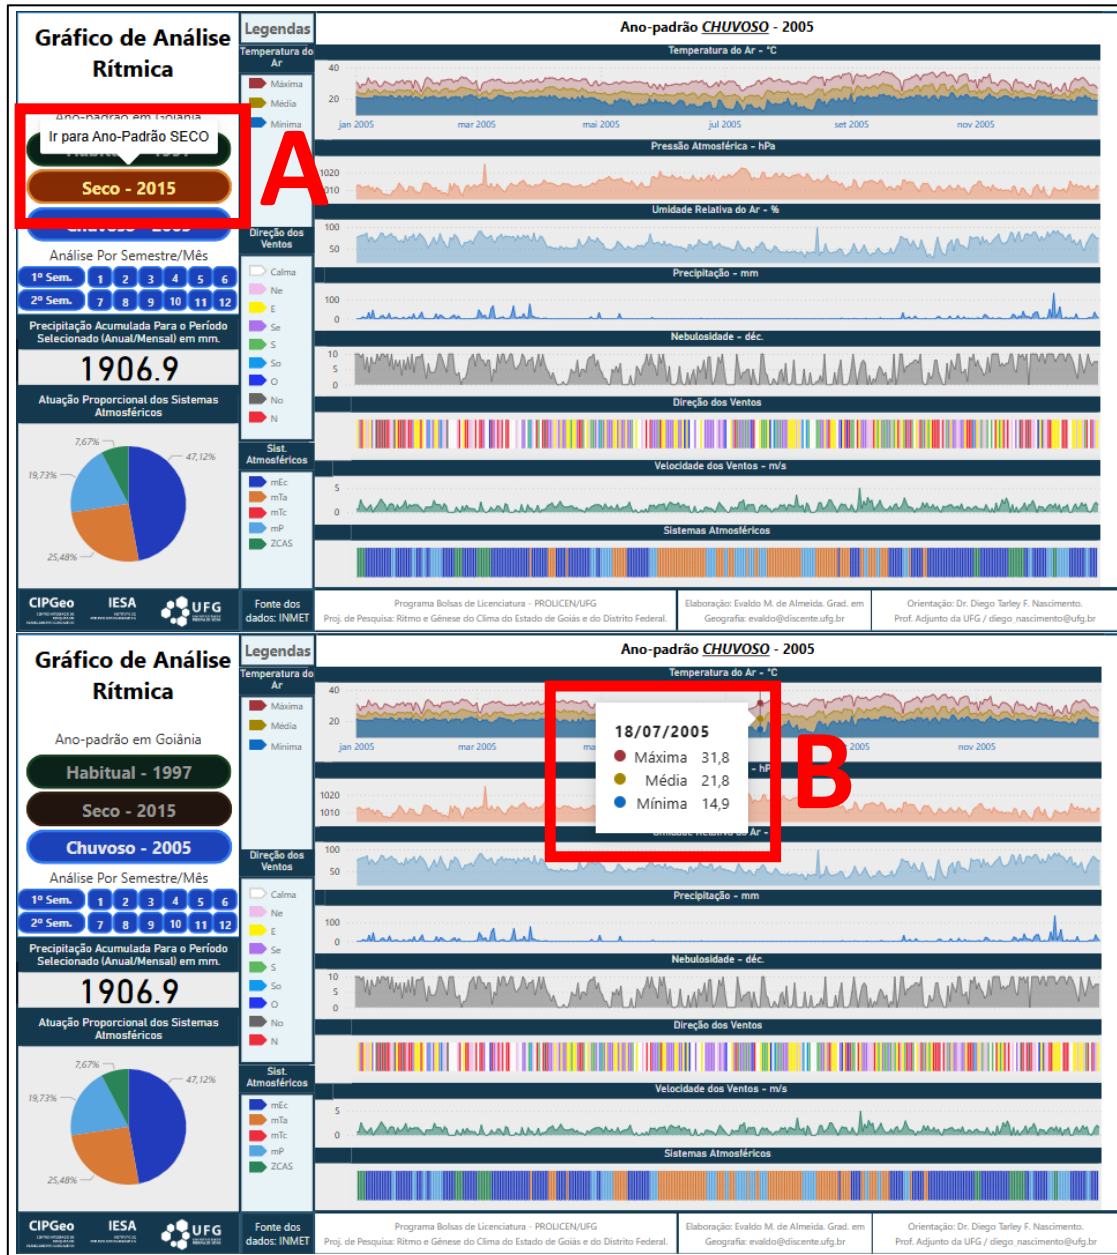 Gráfico de Análise
Rítmica
Ano-padrão em Goiânia
Ir para Ano-Padrão SECO
Habitual - 1997
Seco - 2015
Chuvoso - 2005
A
Análise Por Semestre/Mês
1º Sem. 1 2 3 4 5 6
2º Sem. 7 8 9 10 11 12
Precipitação Acumulada Para o Período
Selecionado (Anual/Mensal) em mm.
1906.9
Atuação Proporcional dos Sistemas
Atmosféricos
7,67%
47,12%
19,73%
25,48%
CIPGeo
IESA
UFG
Legendas
Temperatura do
Ar
Máxima
Média
Mínima
Direção dos
Ventos
Calma
Ne
E
Se
S
So
O
No
N
Sist.
Atmosféricos
mEc
mTa
mTc
mP
ZCAS
Fonte dos
dados: INMET
Ano-padrão CHUVOSO - 2005
Temperatura do Ar - °C
40
20
jan 2005 mar 2005 mai 2005 jul 2005 set 2005 nov 2005
Pressão Atmosférica - hPa
1020
1010
Umidade Relativa do Ar - %
100
50
Precipitação - mm
100
0
Nebulosidade - déc.
10
5
0
Direção dos Ventos
Velocidade dos Ventos - m/s
5
0
Sistemas Atmosféricos
Programa Bolsas de Licenciatura - PROLICEN/UFG
Proj. de Pesquisa: Ritmo e Gênese do Clima do Estado de Goiás e do Distrito Federal.
Elaboração: Evaldo M. de Almeida. Grad. em
Geografia: evaldo@discente.ufg.br
Orientação: Dr. Diego Tarley F. Nascimento.
Prof. Adjunto da UFG / diego_nascimento@ufg.br
Gráfico de Análise
Rítmica
Ano-padrão em Goiânia
Habitual - 1997
Seco - 2015
Chuvoso - 2005
Análise Por Semestre/Mês
1º Sem. 1 2 3 4 5 6
2º Sem. 7 8 9 10 11 12
Precipitação Acumulada Para o Período
Selecionado (Anual/Mensal) em mm.
1906.9
Atuação Proporcional dos Sistemas
Atmosféricos
7,67%
47,12%
19,73%
25,48%
CIPGeo
IESA
UFG
Legendas
Temperatura do
Ar
Máxima
Média
Mínima
Direção dos
Ventos
Calma
Ne
E
Se
S
So
O
No
N
Sist.
Atmosféricos
mEc
mTa
mTc
mP
ZCAS
Fonte dos
dados: INMET
Ano-padrão CHUVOSO - 2005
Temperatura do Ar - °C
40
20
jan 2005 mar 2005 2005 nov 2005
18/07/2005
Máxima 31,8
Média 21,8
Mínima 14,9
B
1020
1010
Umidade Relativa do Ar -
100
50
Precipitação - mm
100
0
Nebulosidade - déc.
10
5
0
Direção dos Ventos
Velocidade dos Ventos - m/s
5
0
Sistemas Atmosféricos
Programa Bolsas de Licenciatura - PROLICEN/UFG
Proj. de Pesquisa: Ritmo e Gênese do Clima do Estado de Goiás e do Distrito Federal.
Elaboração: Evaldo M. de Almeida. Grad. em
Geografia: evaldo@discente.ufg.br
Orientação: Dr. Diego Tarley F. Nascimento.
Prof. Adjunto da UFG / diego_nascimento@ufg.br